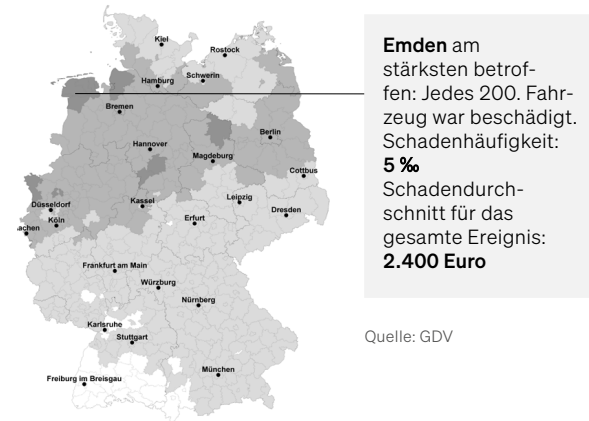 Kiel
Rostock
Schwerin
Hamburg
Bremen
Berlin
Hannover
Magdeburg
Cottbus
Düsseldorf
Kassel
Leipzig
Köln
Dresden
Erfurt
achen
Frankfurt am Main
Würzburg
Nürnberg
Karlsruhe
Stuttgart
München
Freiburg im Breisgau
Emden am
stärksten betrof-
fen: Jedes 200. Fahr-
zeug war beschädigt.
Schadenhäufigkeit:
5 ‰
Schadendurch-
schnitt für das
gesamte Ereignis:
2.400 Euro
Quelle: GDV